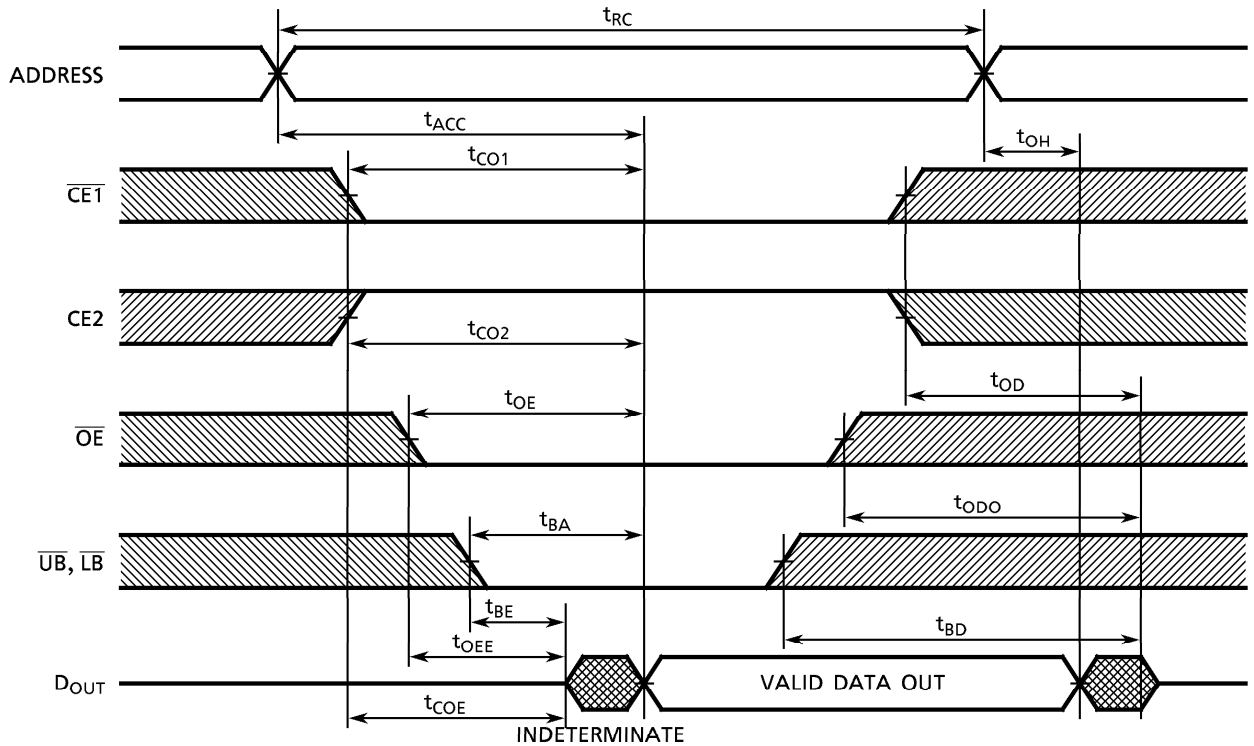 tRC
ADDRESS
tACC
tOH
tCO1
CE1
CE2
tCO2
tOD
tOE
OE
tODO
tBA
UB, LB
tBE
tBD
tOEE
DOUT
VALID DATA OUT
tCOE
INDETERMINATE